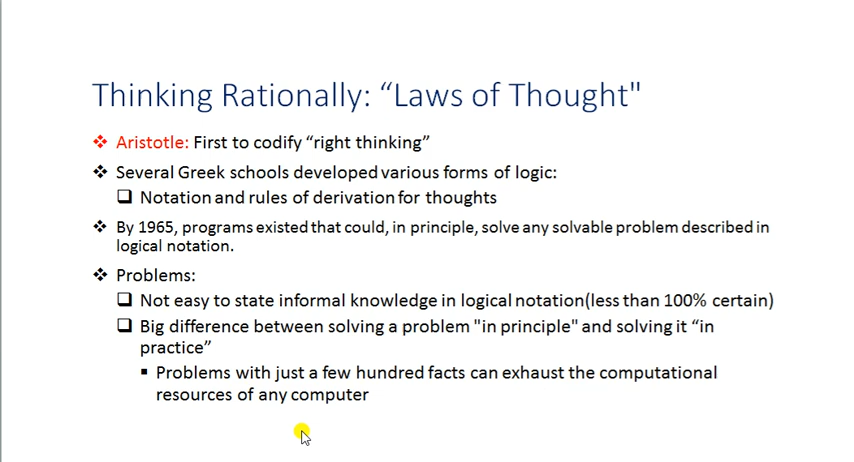 Thinking Rationally: “Laws of Thought"
Aristotle: First to codify “right thinking”
Several Greek schools developed various forms of logic:
Notation and rules of derivation for thoughts
By 1965, programs existed that could, in principle, solve any solvable problem described in
logical notation.
Problems:
Not easy to state informal knowledge in logical notation(less than 100% certain)
Big difference between solving a problem "in principle" and solving it “in
practice”
Problems with just a few hundred facts can exhaust the computational
resources of any computer